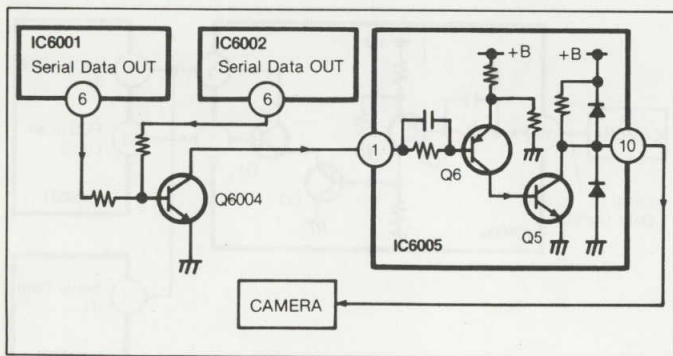 IC6001
Serial Data OUT
6
IC6002
Serial Data OUT
6
Q6004
1
+B
+B
Q6
Q5
10
IC6005
CAMERA